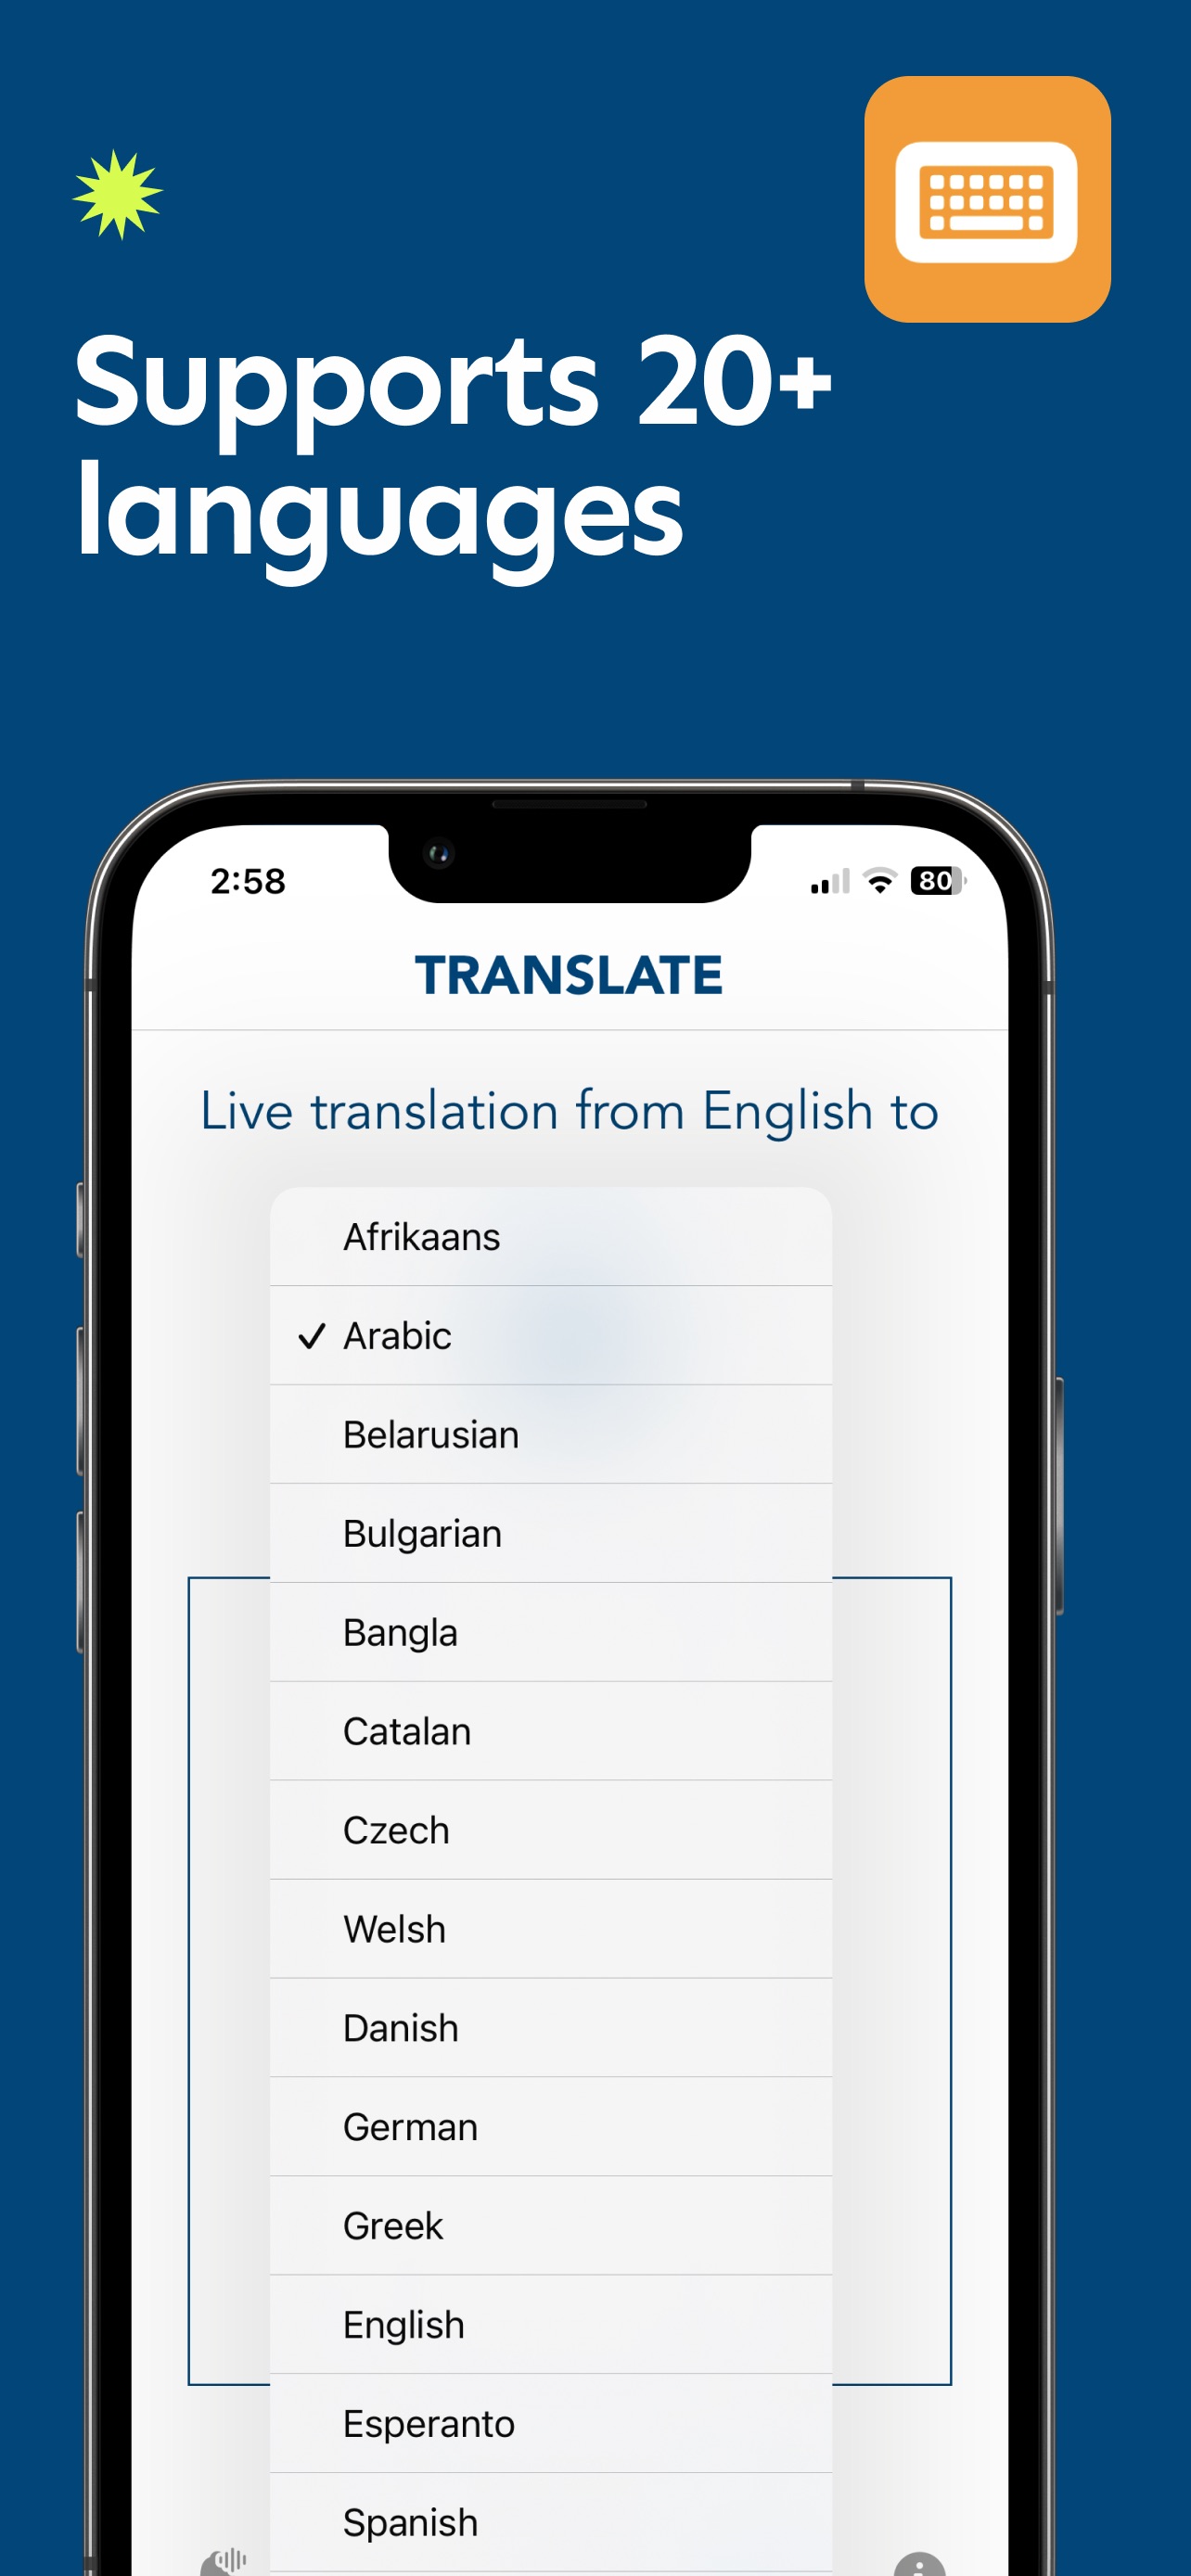 Supports 20+
languages
2:58
80
TRANSLATE
Live translation from English to
Afrikaans
Arabic
Belarusian
Bulgarian
Bangla
Catalan
Czech
Welsh
Danish
German
Greek
English
Esperanto
Spanish